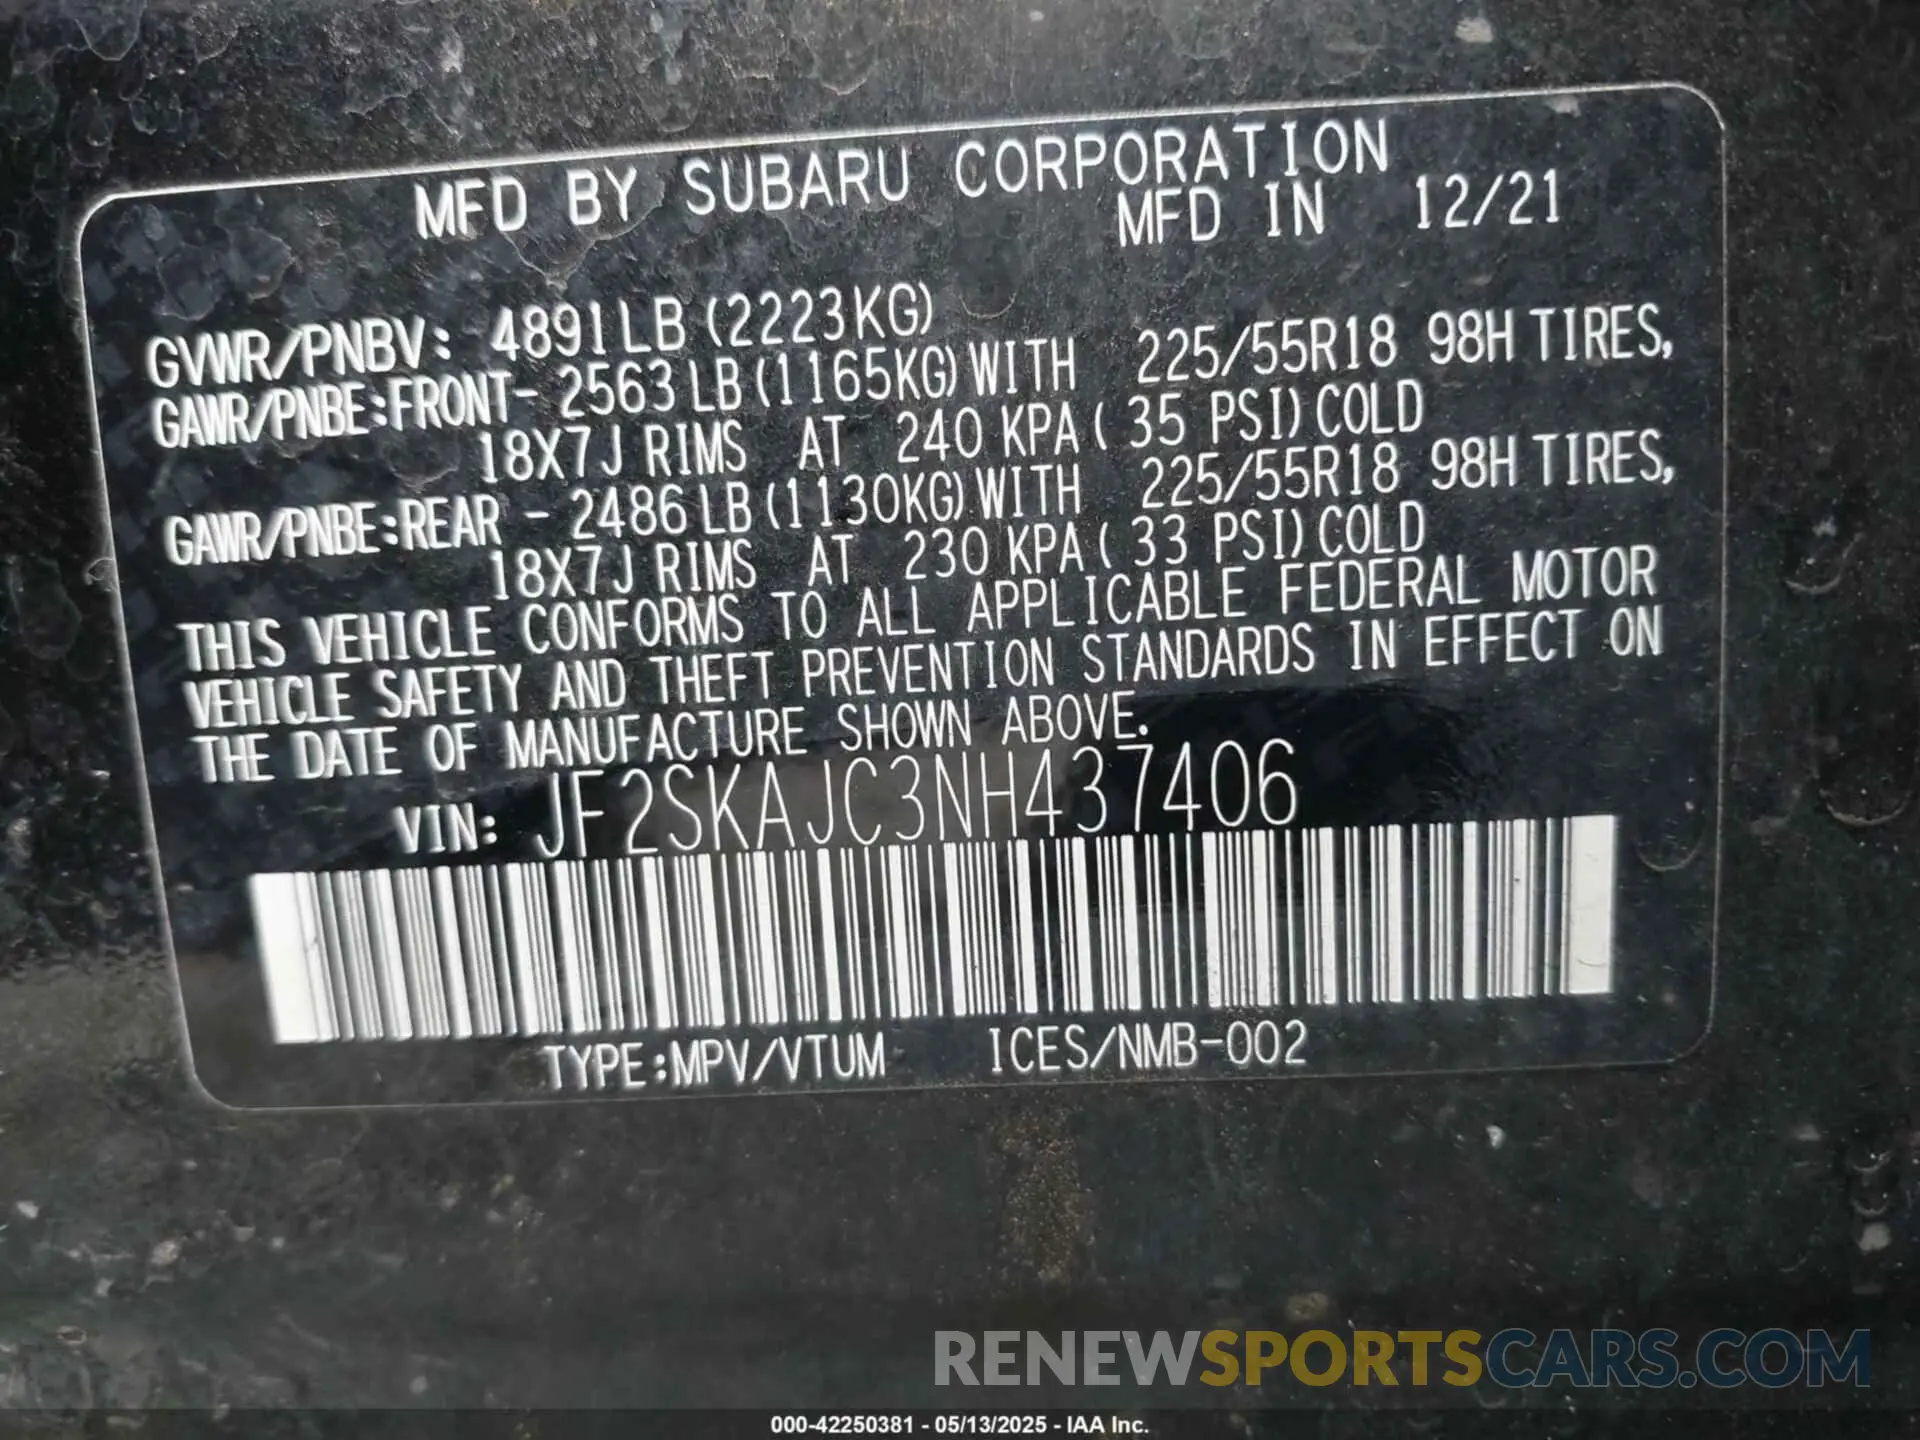 MFD BY SUBARU CORPORATION
MFD IN 12/21
GVWR/PNBV: 4891LB (2223KG)
GAWR/PNBE:FRONT- 2563LB(1165KG)WITH 225/55R18 98H TIRES,
18X7J RIMS AT 240 KPA( 35 PSI)COLD
GAWR/PNBE:REAR - 2486LB(1130KG)WITH 225/55R18 98H TIRES,
18X7J RIMS AT 230 KPA( 33 PSI)COLD
THIS VEHICLE CONFORMS TO ALL APPLICABLE FEDERAL MOTOR
VEHICLE SAFETY AND THEFT PREVENTION STANDARDS IN EFFECT ON
THE DATE OF MANUFACTURE SHOWN ABOVE.
VIN: JF2SKAJC3NH437406
TYPE:MPV/VTUM ICES/NMB-002
RENEWSPORTSCARS.COM
000-42250381 - 05/13/2025 - IAA Inc.